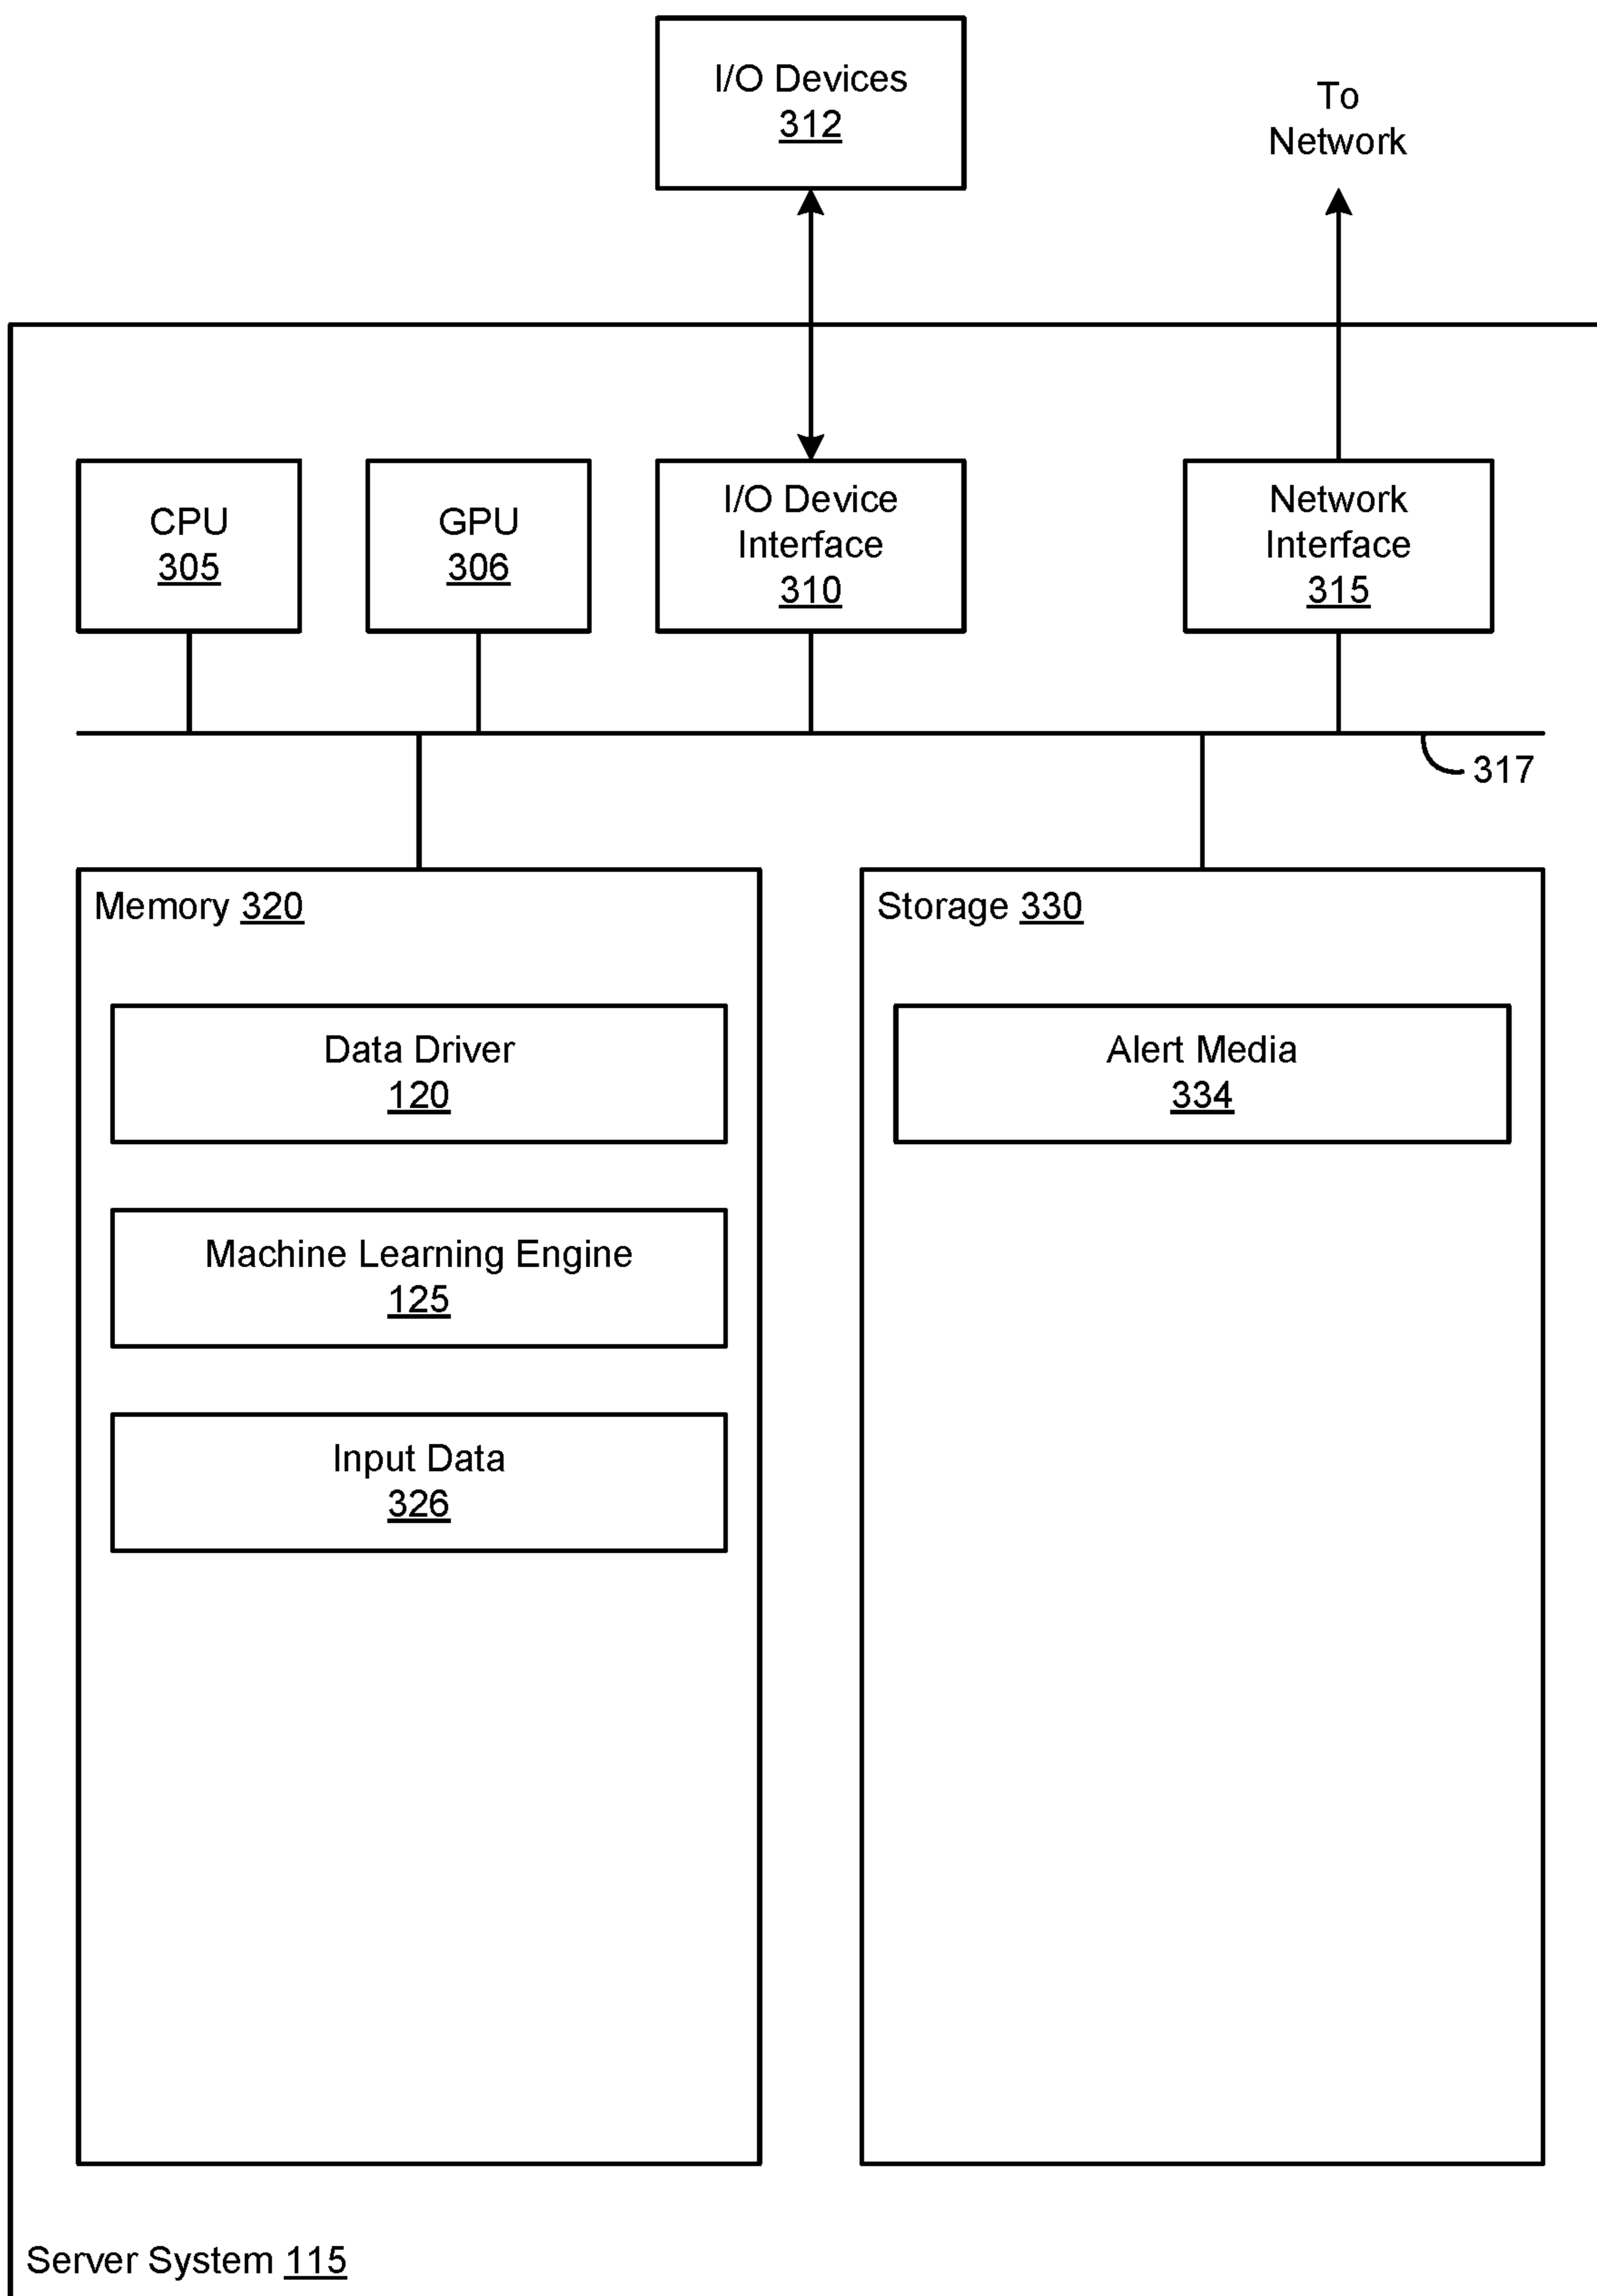 I/O Devices
312
To
Network
CPU
305
GPU
306
I/O Device
Interface
310
Network
Interface
315
317
Memory 320
Data Driver
120
Machine Learning Engine
125
Input Data
326
Storage 330
Alert Media
334
Server System 115